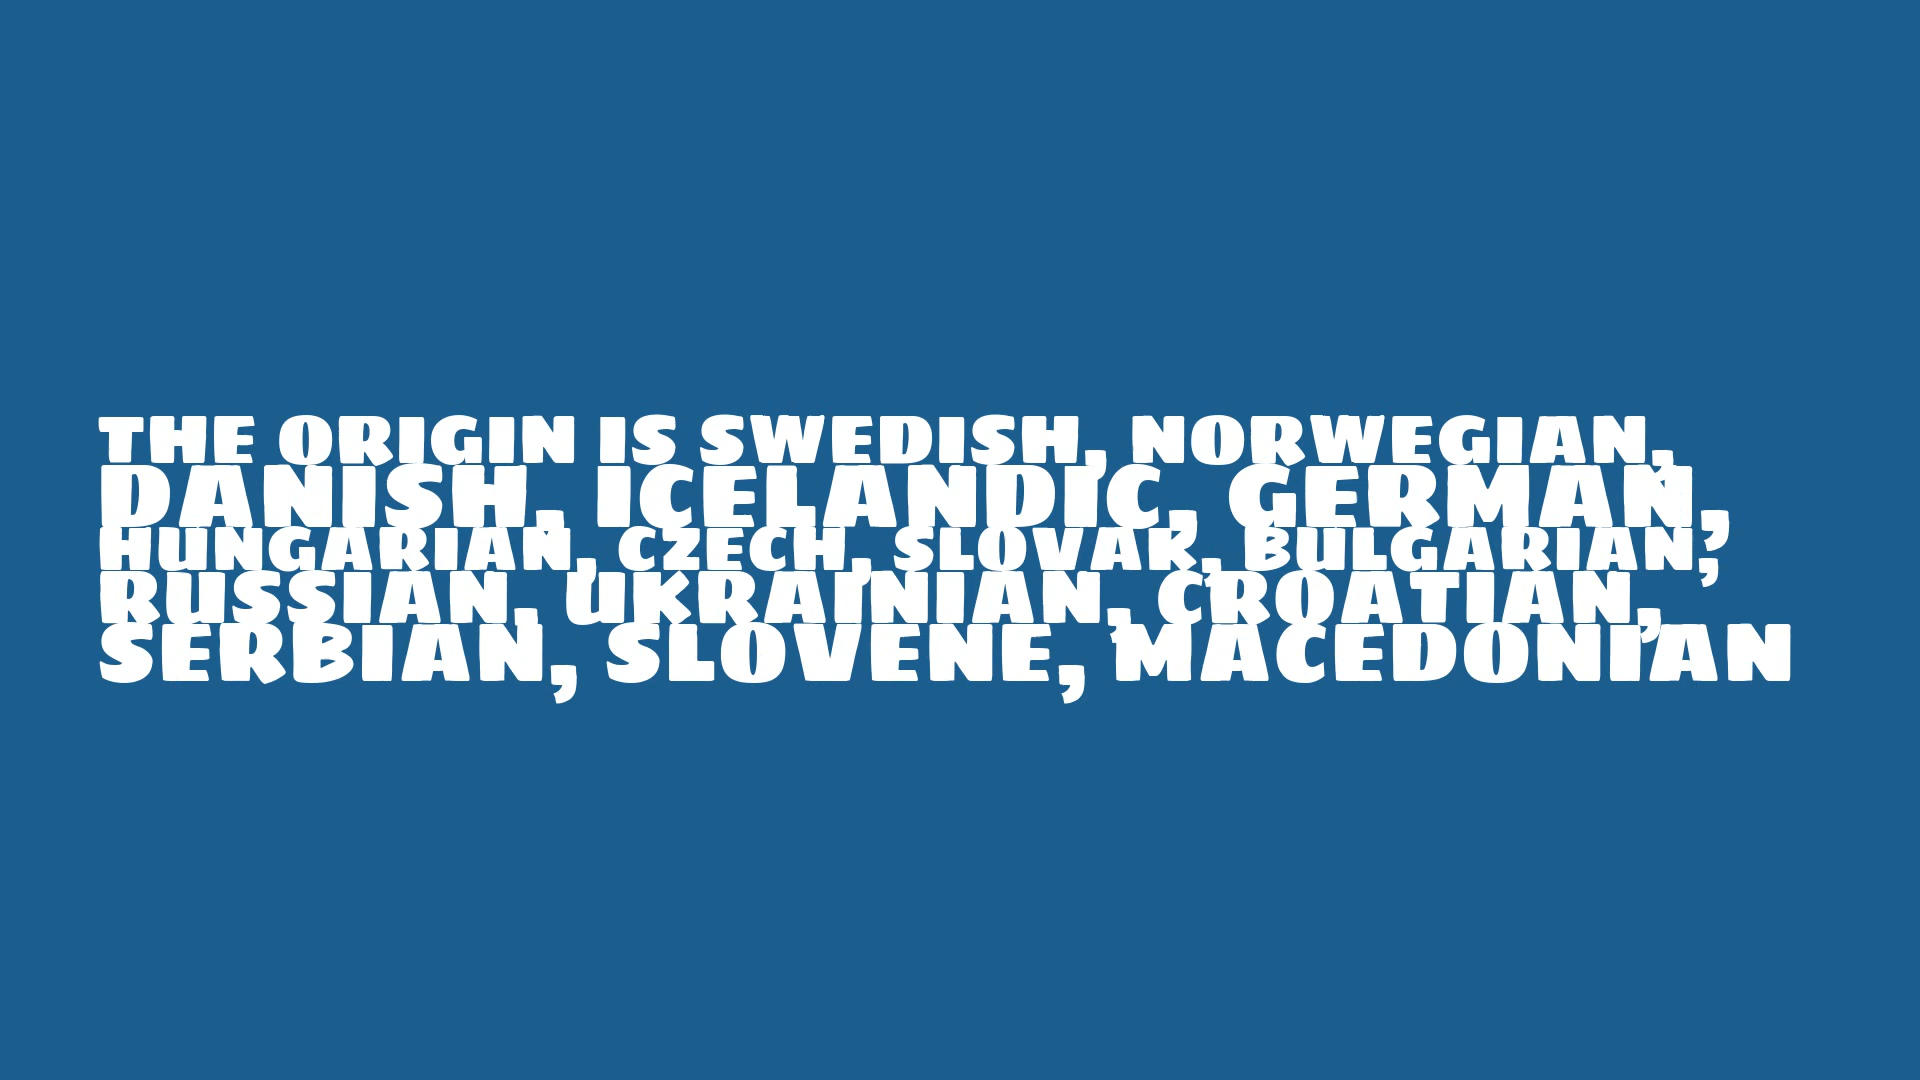 THE ORIGIN IS SWEDISH, NORWEGIAN,
DANISH, ICELANDIC, GERMAN,
HUNGARIAN, CZECH, SLOVAK, BULGARIAN,
RUSSIAN, UKRAINIAN, CROATIAN,
SERBIAN, SLOVENE, MACEDONIAN